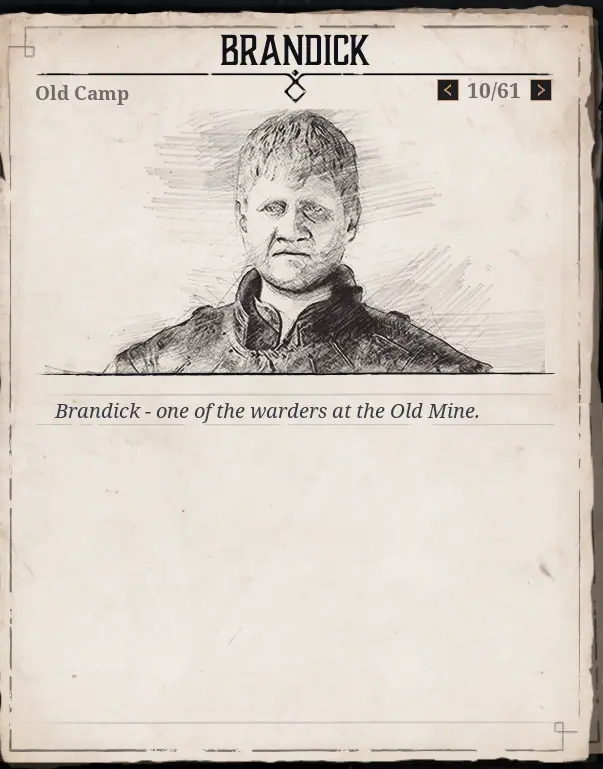 BRANDICK
Old Camp
10/61
Brandick - one of the warders at the Old Mine.